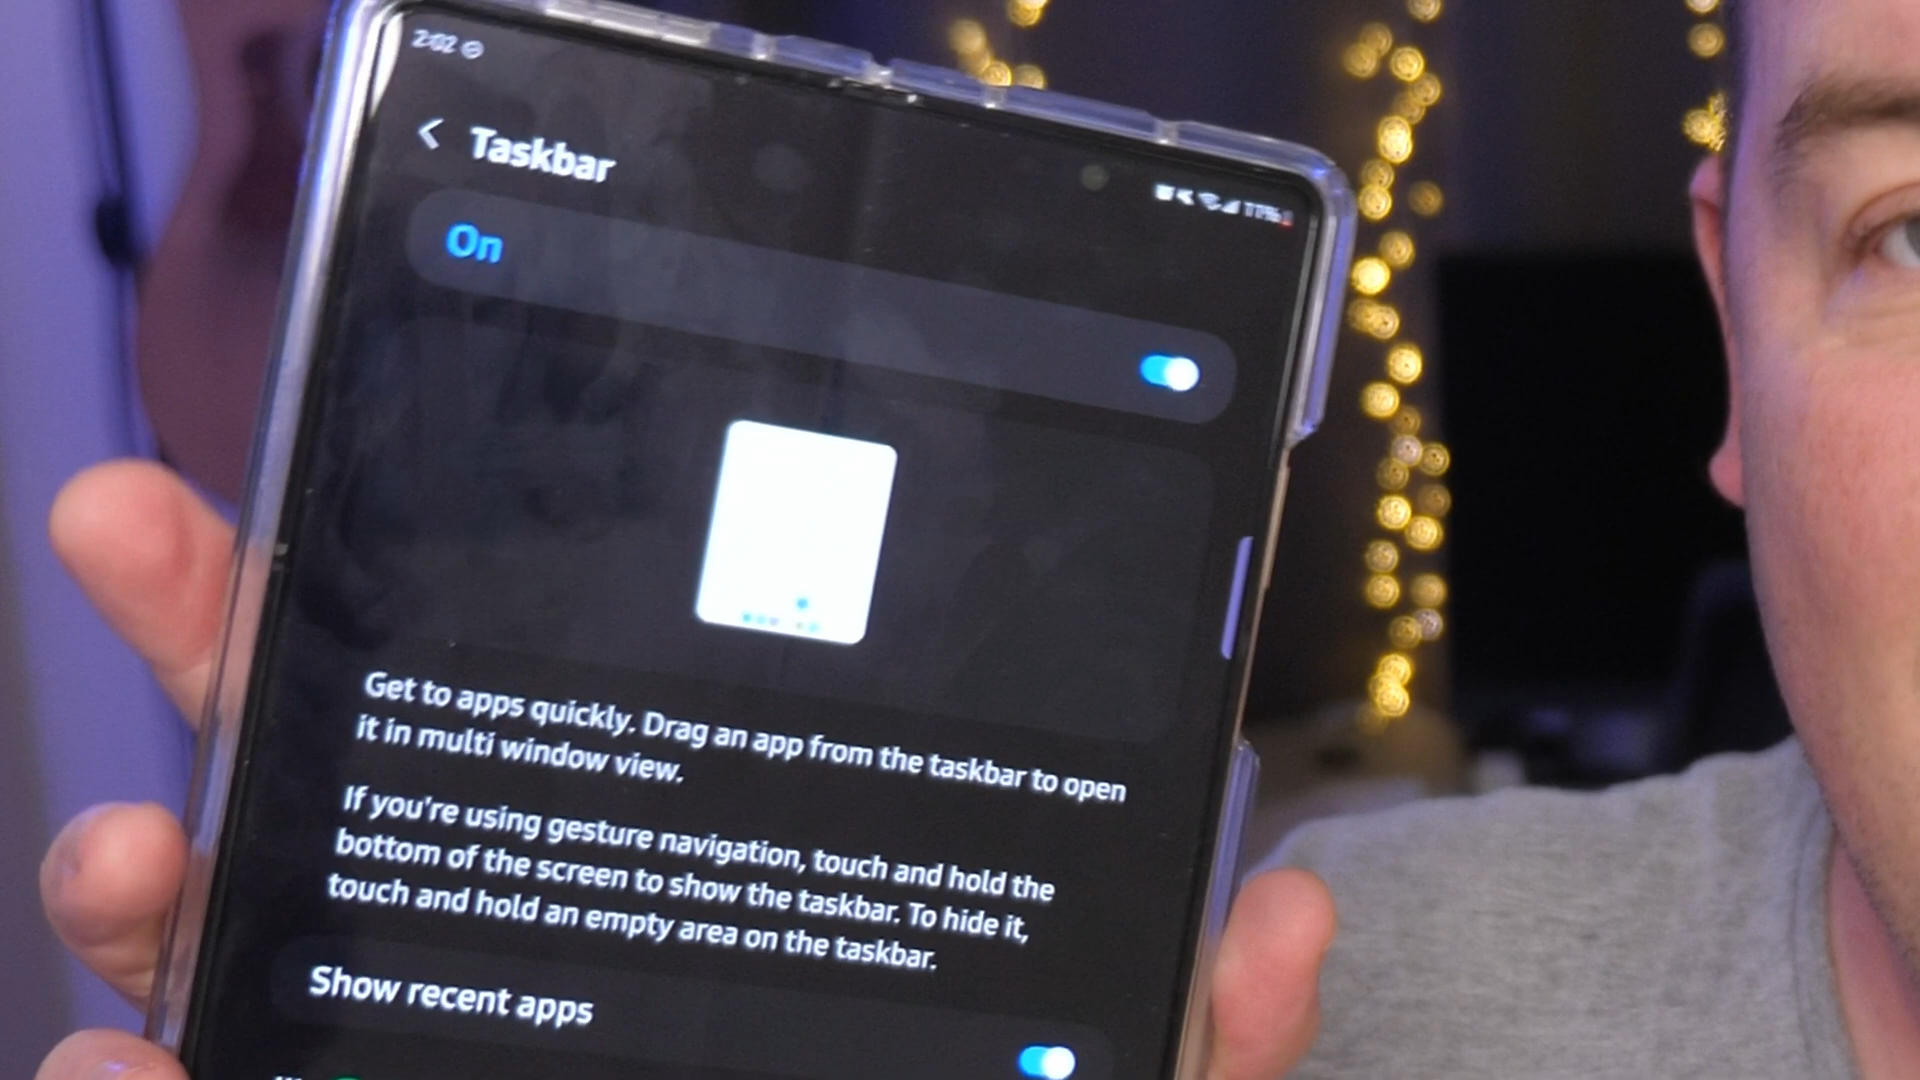 2:02
Taskbar
11%
On
Get to apps quickly. Drag an app from the taskbar to open
it in multi window view.
If you're using gesture navigation, touch and hold the
bottom of the screen to show the taskbar. To hide it,
touch and hold an empty area on the taskbar.
Show recent apps